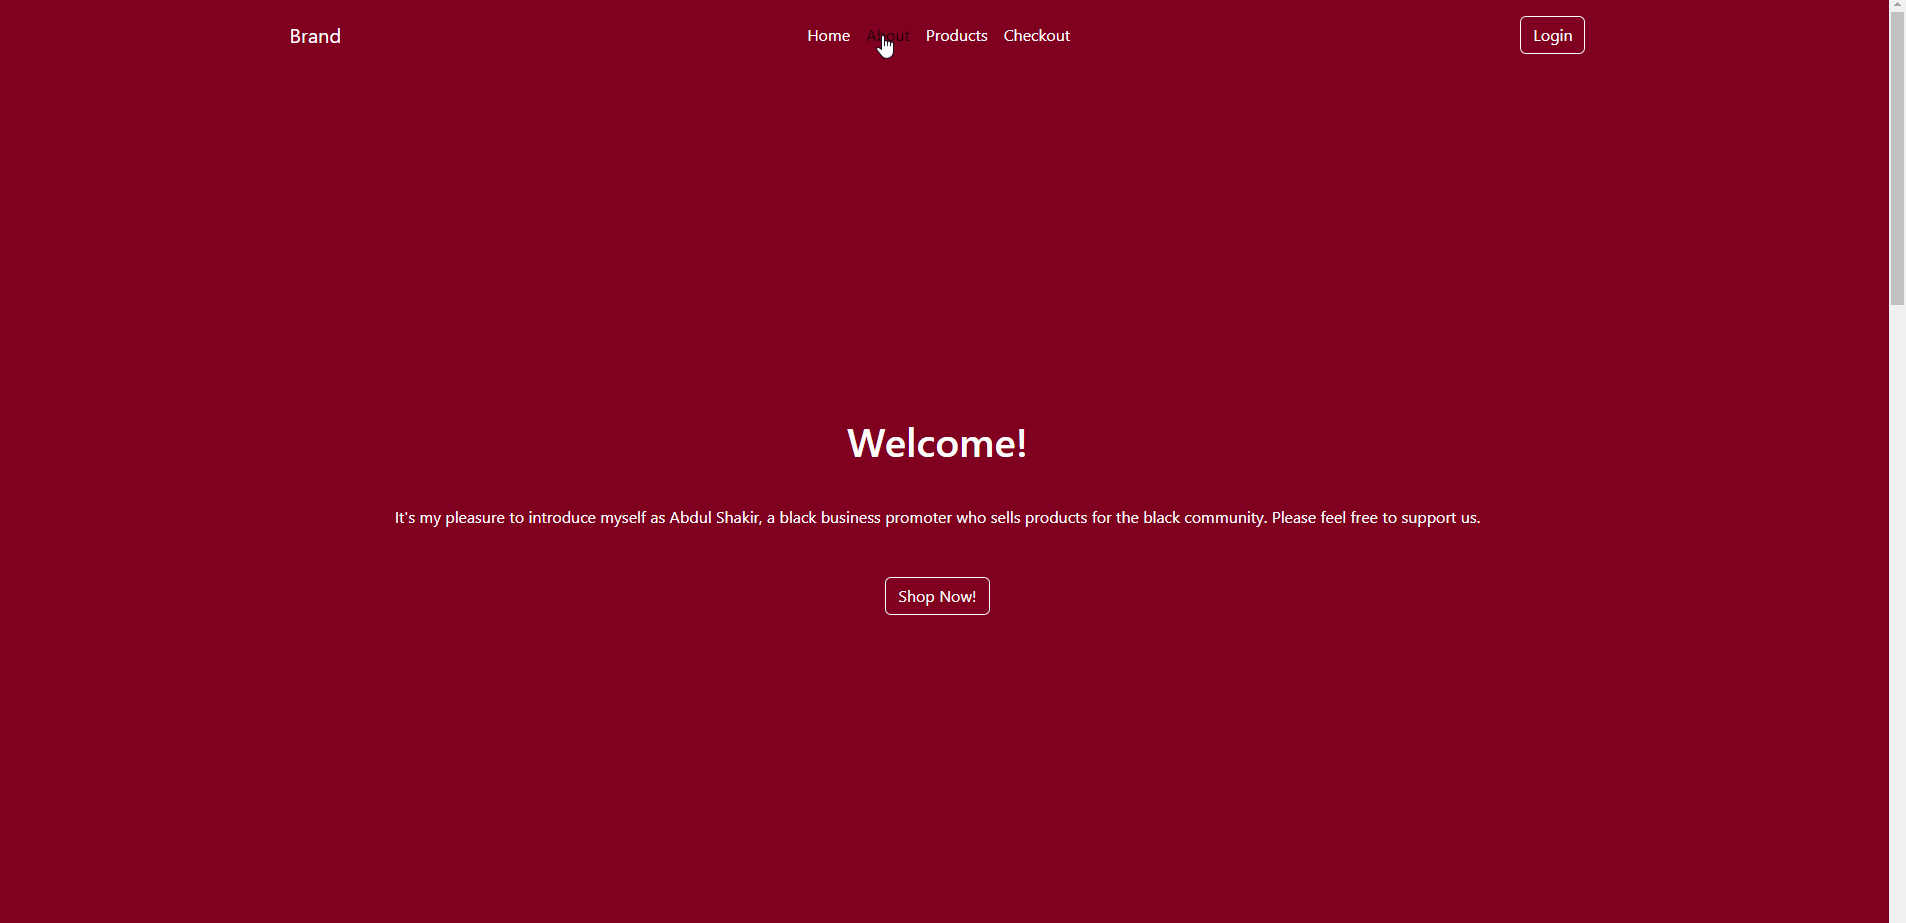 Brand Home About Products Checkout Login
Welcome!
It's my pleasure to introduce myself as Abdul Shakir, a black business promoter who sells products for the black community. Please feel free to support us.
Shop Now!